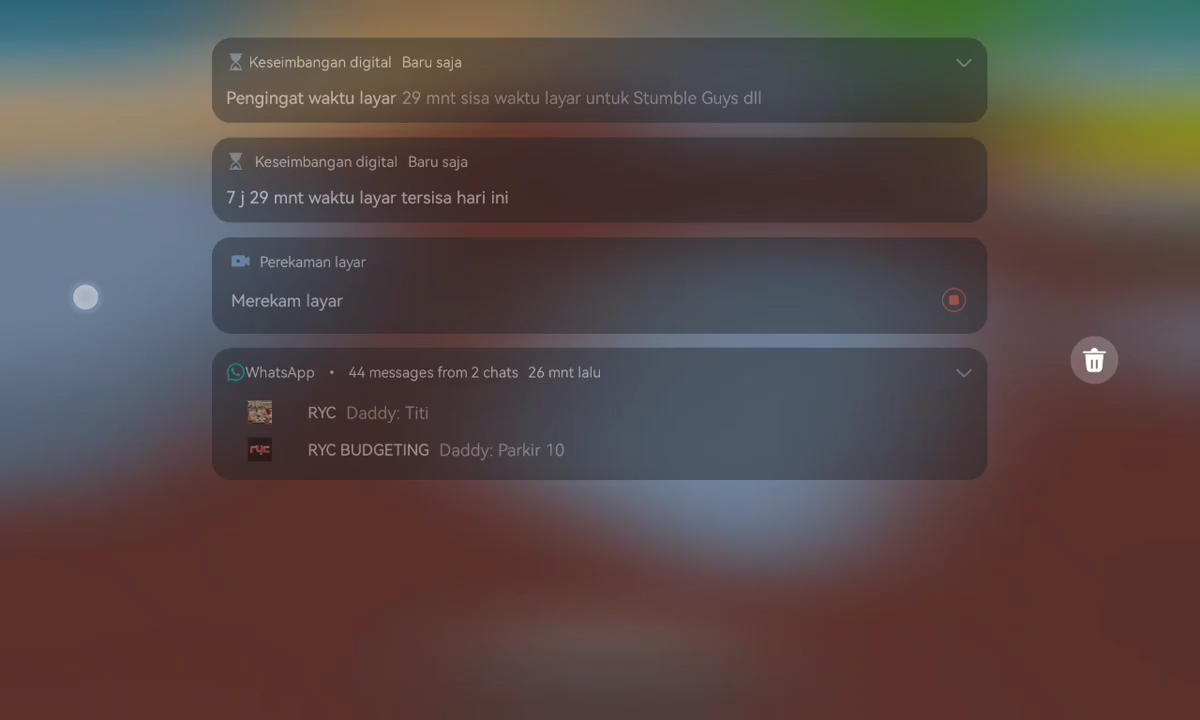 Keseimbangan digital Baru saja
Pengingat waktu layar 29 mnt sisa waktu layar untuk Stumble Guys dll
Keseimbangan digital Baru saja
7 j 29 mnt waktu layar tersisa hari ini
Perekaman layar
Merekam layar
WhatsApp • 44 messages from 2 chats 26 mnt lalu
RYC Daddy: Titi
ryc RYC BUDGETING Daddy: Parkir 10